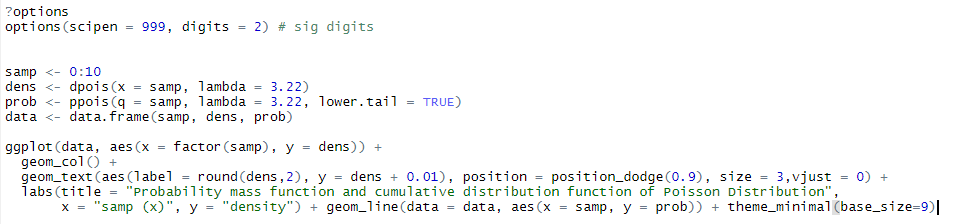 ?options
options(scipen = 999, digits = 2) # sig digits
samp <- 0:10
dens <- dpois(x = samp, lambda = 3.22)
prob <- ppois(q = samp, lambda = 3.22, lower.tail = TRUE)
data <- data.frame(samp, dens, prob)
ggplot(data, aes(x = factor(samp), y = dens)) +
  geom_col() +
  geom_text(aes(label = round(dens,2), y = dens + 0.01), position = position_dodge(0.9), size = 3,vjust = 0) +
  labs(title = "Probability mass function and cumulative distribution function of Poisson Distribution",
       x = "samp (x)", y = "density") + geom_line(data = data, aes(x = samp, y = prob)) + theme_minimal(base_size=9)